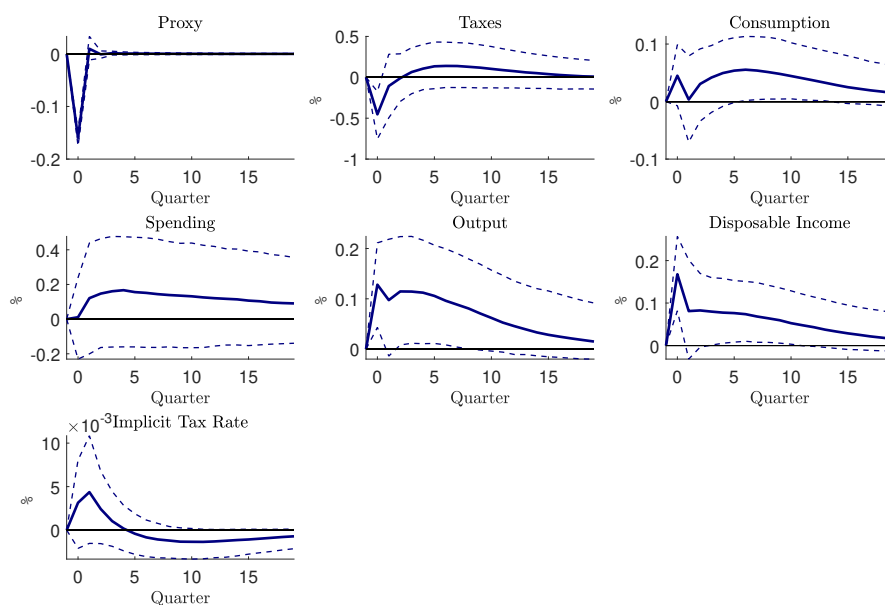 Proxy
0
-0.1
-0.2
0 5 10 15
Quarter
Taxes
%
0.5
0
-0.5
-1
0 5 10 15
Quarter
Consumption
%
0.1
0
-0.1
0 5 10 15
Quarter
Spending
%
0.4
0.2
0
-0.2
0 5 10 15
Quarter
Output
%
0.2
0.1
0
0 5 10 15
Quarter
Disposable Income
%
0.2
0.1
0
0 5 10 15
Quarter
×10⁻³ Implicit Tax Rate
%
10
5
0
0 5 10 15
Quarter